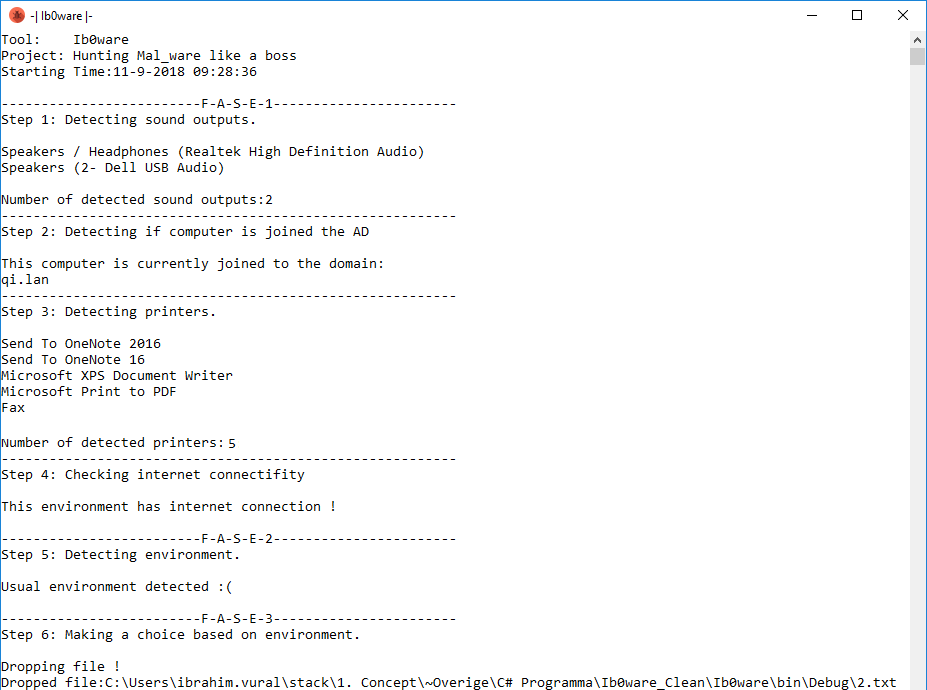 -| Ib0ware |-
Tool:    Ib0ware
Project: Hunting Mal_ware like a boss
Starting Time:11-9-2018 09:28:36
-------------------------F-A-S-E-1-----------------------
Step 1: Detecting sound outputs.
Speakers / Headphones (Realtek High Definition Audio)
Speakers (2- Dell USB Audio)
Number of detected sound outputs:2
---------------------------------------------------------
Step 2: Detecting if computer is joined the AD
This computer is currently joined to the domain:
qi.lan
---------------------------------------------------------
Step 3: Detecting printers.
Send To OneNote 2016
Send To OneNote 16
Microsoft XPS Document Writer
Microsoft Print to PDF
Fax
Number of detected printers:5
---------------------------------------------------------
Step 4: Checking internet connectifity
This environment has internet connection !
-------------------------F-A-S-E-2-----------------------
Step 5: Detecting environment.
Usual environment detected :(
-------------------------F-A-S-E-3-----------------------
Step 6: Making a choice based on environment.
Dropping file !
Dropped file:C:\Users\ibrahim.vural\stack\1. Concept\~Overige\C# Programma\Ib0ware_Clean\Ib0ware\bin\Debug\2.txt